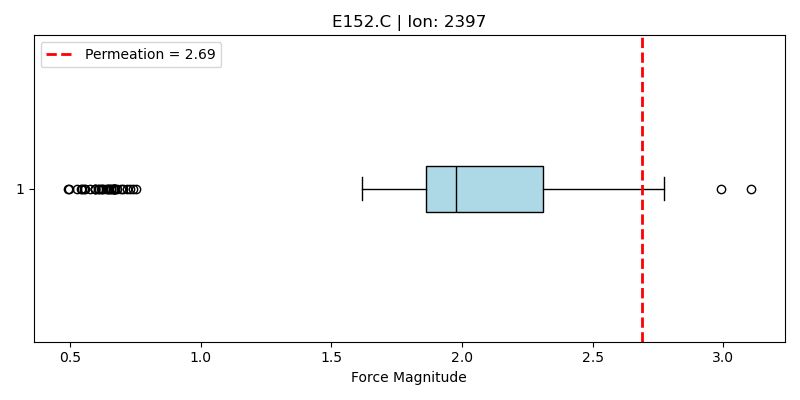 E152.C | Ion: 2397
Permeation = 2.69
1
0.5 1.0 1.5 2.0 2.5 3.0
Force Magnitude